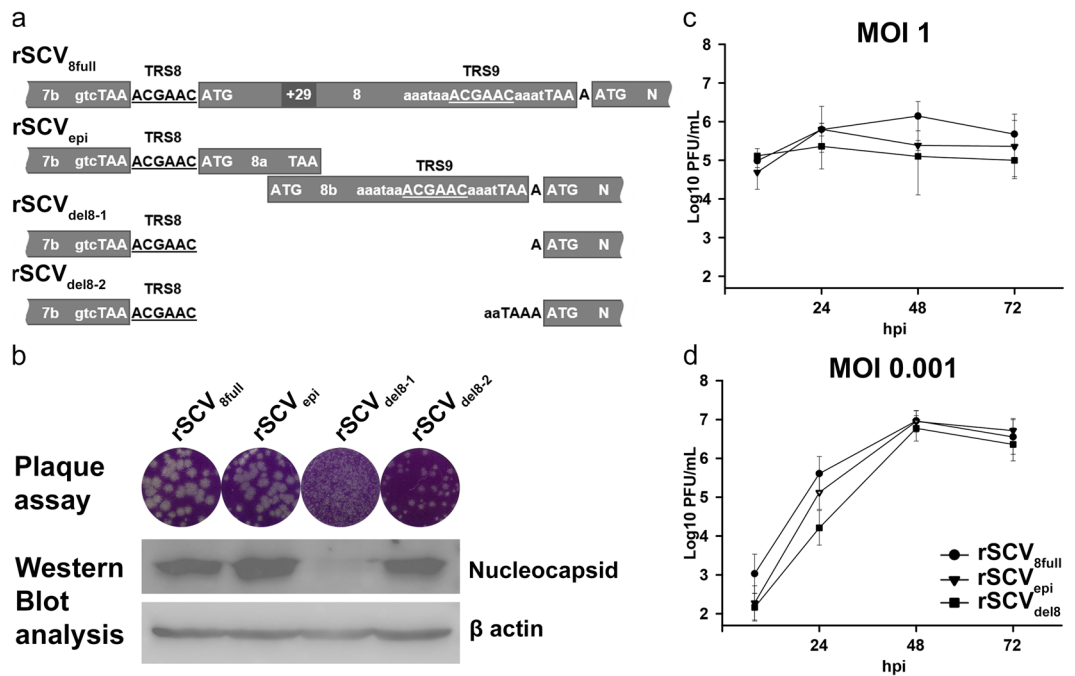 a
rSCV8full
TRS8 TRS9
7b gtcTAA ACGAAC ATG +29 8 aaataaACGAACaaatTAA A ATG N
rSCVepi
TRS8
7b gtcTAA ACGAAC ATG 8a TAA
TRS9
ATG 8b aaataaACGAACaaatTAA A ATG N
rSCVdel8-1
TRS8
7b gtcTAA ACGAAC A ATG N
rSCVdel8-2
TRS8
7b gtcTAA ACGAAC aaTAAA ATG N
b
rSCV8full rSCVepi rSCVdel8-1 rSCVdel8-2
Plaque
assay
Western
Blot
analysis
Nucleocapsid
β actin
c
MOI 1
Log10 PFU/mL
8
7
6
5
4
3
2
24 48 72
hpi
d
MOI 0.001
Log10 PFU/mL
8
7
6
5
4
3
2
24 48 72
hpi
rSCV8full
rSCVepi
rSCVdel8